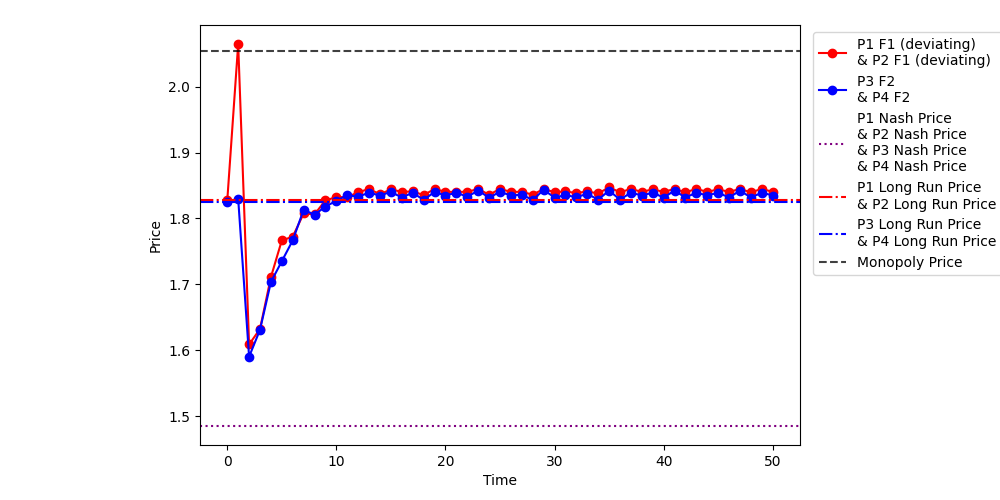 2.0
1.9
1.8
1.7
1.6
1.5
Price
0 10 20 30 40 50
Time
P1 F1 (deviating)
& P2 F1 (deviating)
P3 F2
& P4 F2
P1 Nash Price
& P2 Nash Price
& P3 Nash Price
& P4 Nash Price
P1 Long Run Price
& P2 Long Run Price
P3 Long Run Price
& P4 Long Run Price
Monopoly Price